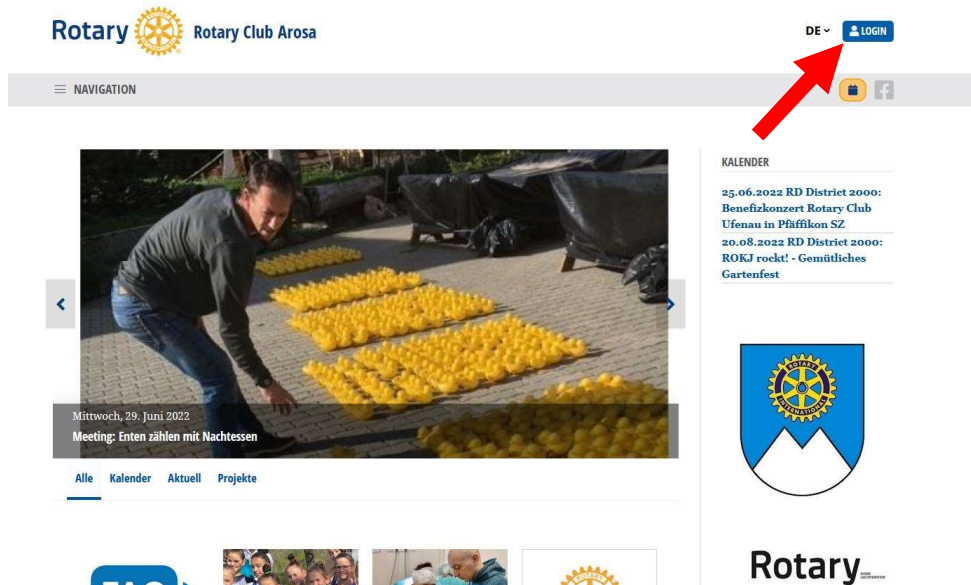 Rotary
Rotary Club Arosa
DE
LOGIN
NAVIGATION
KALENDER
25.06.2022 RD District 2000:
Benefizkonzert Rotary Club
Ufenau in Pfäffikon SZ
20.08.2022 RD District 2000:
ROKJ rockt! - Gemütliches
Gartenfest
Mittwoch, 29. Juni 2022
Meeting: Enten zählen mit Nachtessen
Alle Kalender Aktuell Projekte
ROTARY
INTERNATIONAL
FAQ
ROTARY
Rotary